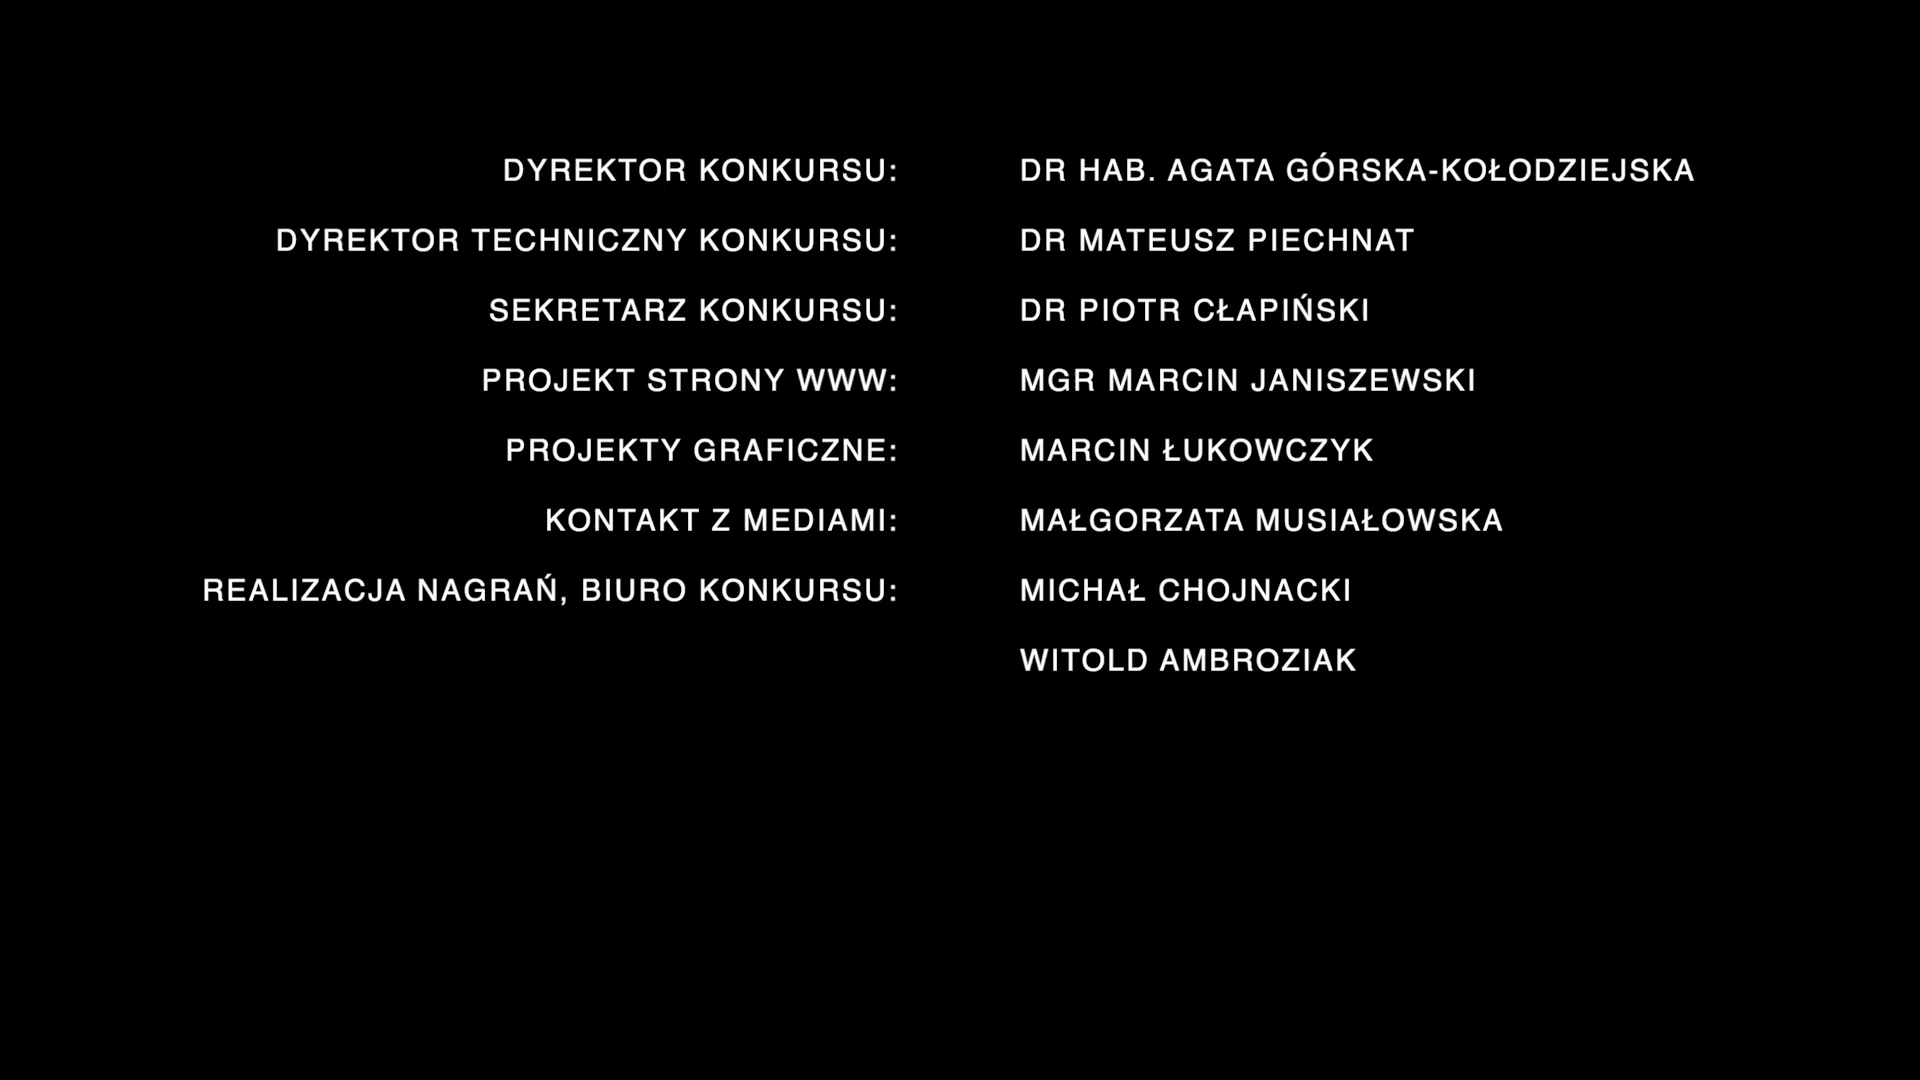 DYREKTOR KONKURSU: DR HAB. AGATA GÓRSKA-KOŁODZIEJSKA
DYREKTOR TECHNICZNY KONKURSU: DR MATEUSZ PIECHNAT
SEKRETARZ KONKURSU: DR PIOTR CŁAPIŃSKI
PROJEKT STRONY WWW: MGR MARCIN JANISZEWSKI
PROJEKTY GRAFICZNE: MARCIN ŁUKOWCZYK
KONTAKT Z MEDIAMI: MAŁGORZATA MUSIAŁOWSKA
REALIZACJA NAGRAŃ, BIURO KONKURSU: MICHAŁ CHOJNACKI
WITOLD AMBROZIAK